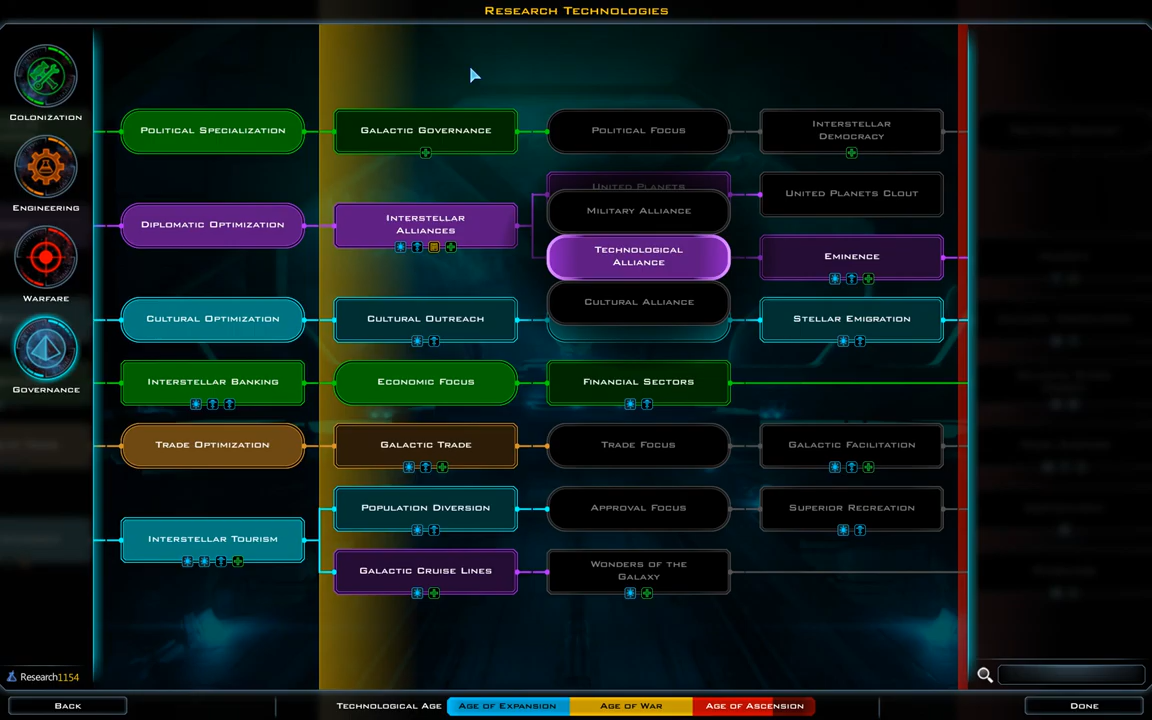 Research Technologies
Colonization
Engineering
Warfare
Governance
Political Specialization
Galactic Governance
Political Focus
Interstellar
Democracy
Diplomatic Optimization
Interstellar
Alliances
United Planets
Military Alliance
Technological
Alliance
Cultural Alliance
United Planets Clout
Eminence
Cultural Optimization
Cultural Outreach
Stellar Emigration
Interstellar Banking
Economic Focus
Financial Sectors
Trade Optimization
Galactic Trade
Trade Focus
Galactic Facilitation
Interstellar Tourism
Population Diversion
Approval Focus
Superior Recreation
Galactic Cruise Lines
Wonders of the
Galaxy
Research 1154
Back
Technological Age
Age of Expansion
Age of War
Age of Ascension
Done